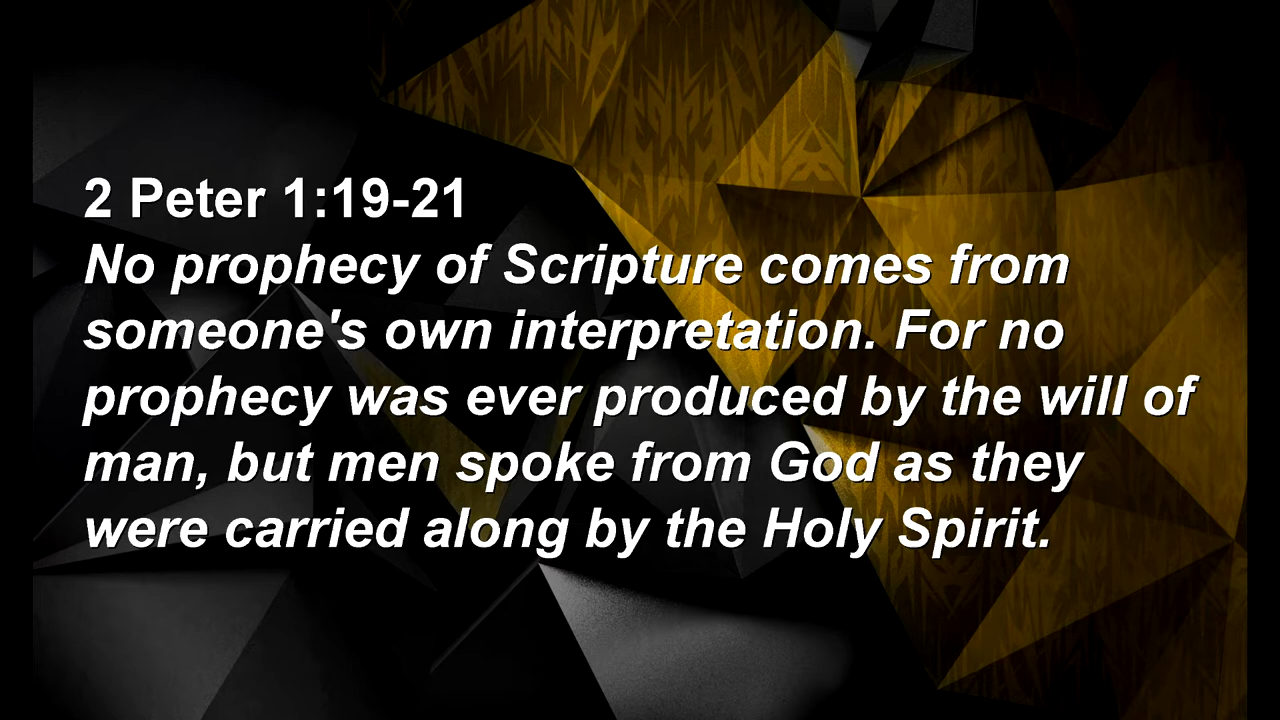 2 Peter 1:19-21
No prophecy of Scripture comes from
someone's own interpretation. For no
prophecy was ever produced by the will of
man, but men spoke from God as they
were carried along by the Holy Spirit.